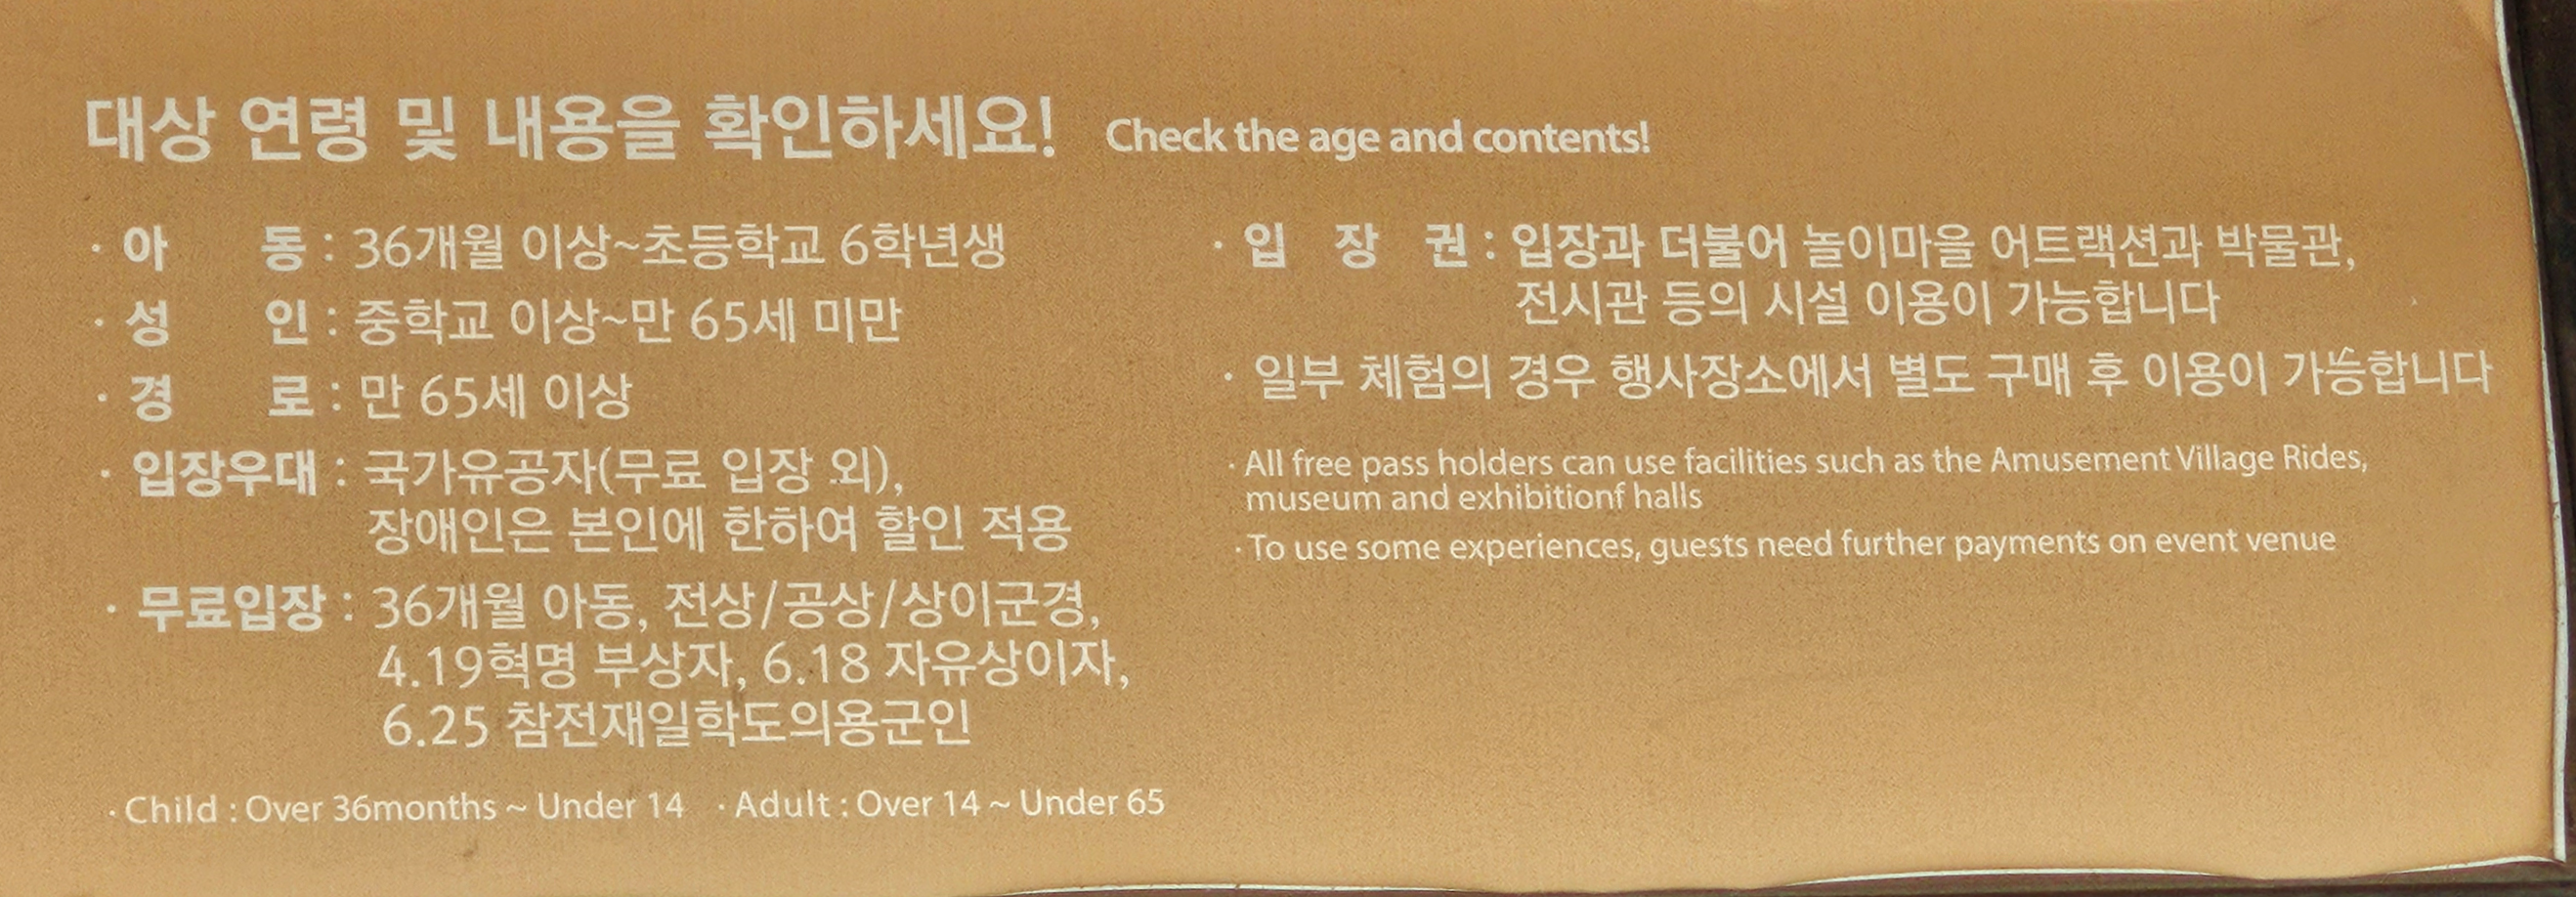 대상 연령 및 내용을 확인하세요! Check the age and contents!
· 아 동 : 36개월 이상~초등학교 6학년생
· 성 인 : 중학교 이상~만 65세 미만
· 경 로 : 만 65세 이상
· 입장우대 : 국가유공자(무료 입장 외),
장애인은 본인에 한하여 할인 적용
· 무료입장 : 36개월 아동, 전상/공상/상이군경,
4.19혁명 부상자, 6.18 자유상이자,
6.25 참전재일학도의용군인
· Child : Over 36months ~ Under 14 · Adult : Over 14 ~ Under 65
· 입 장 권 : 입장과 더불어 놀이마을 어트랙션과 박물관,
전시관 등의 시설 이용이 가능합니다
· 일부 체험의 경우 행사장소에서 별도 구매 후 이용이 가능합니다
· All free pass holders can use facilities such as the Amusement Village Rides,
museum and exhibitionf halls
· To use some experiences, guests need further payments on event venue